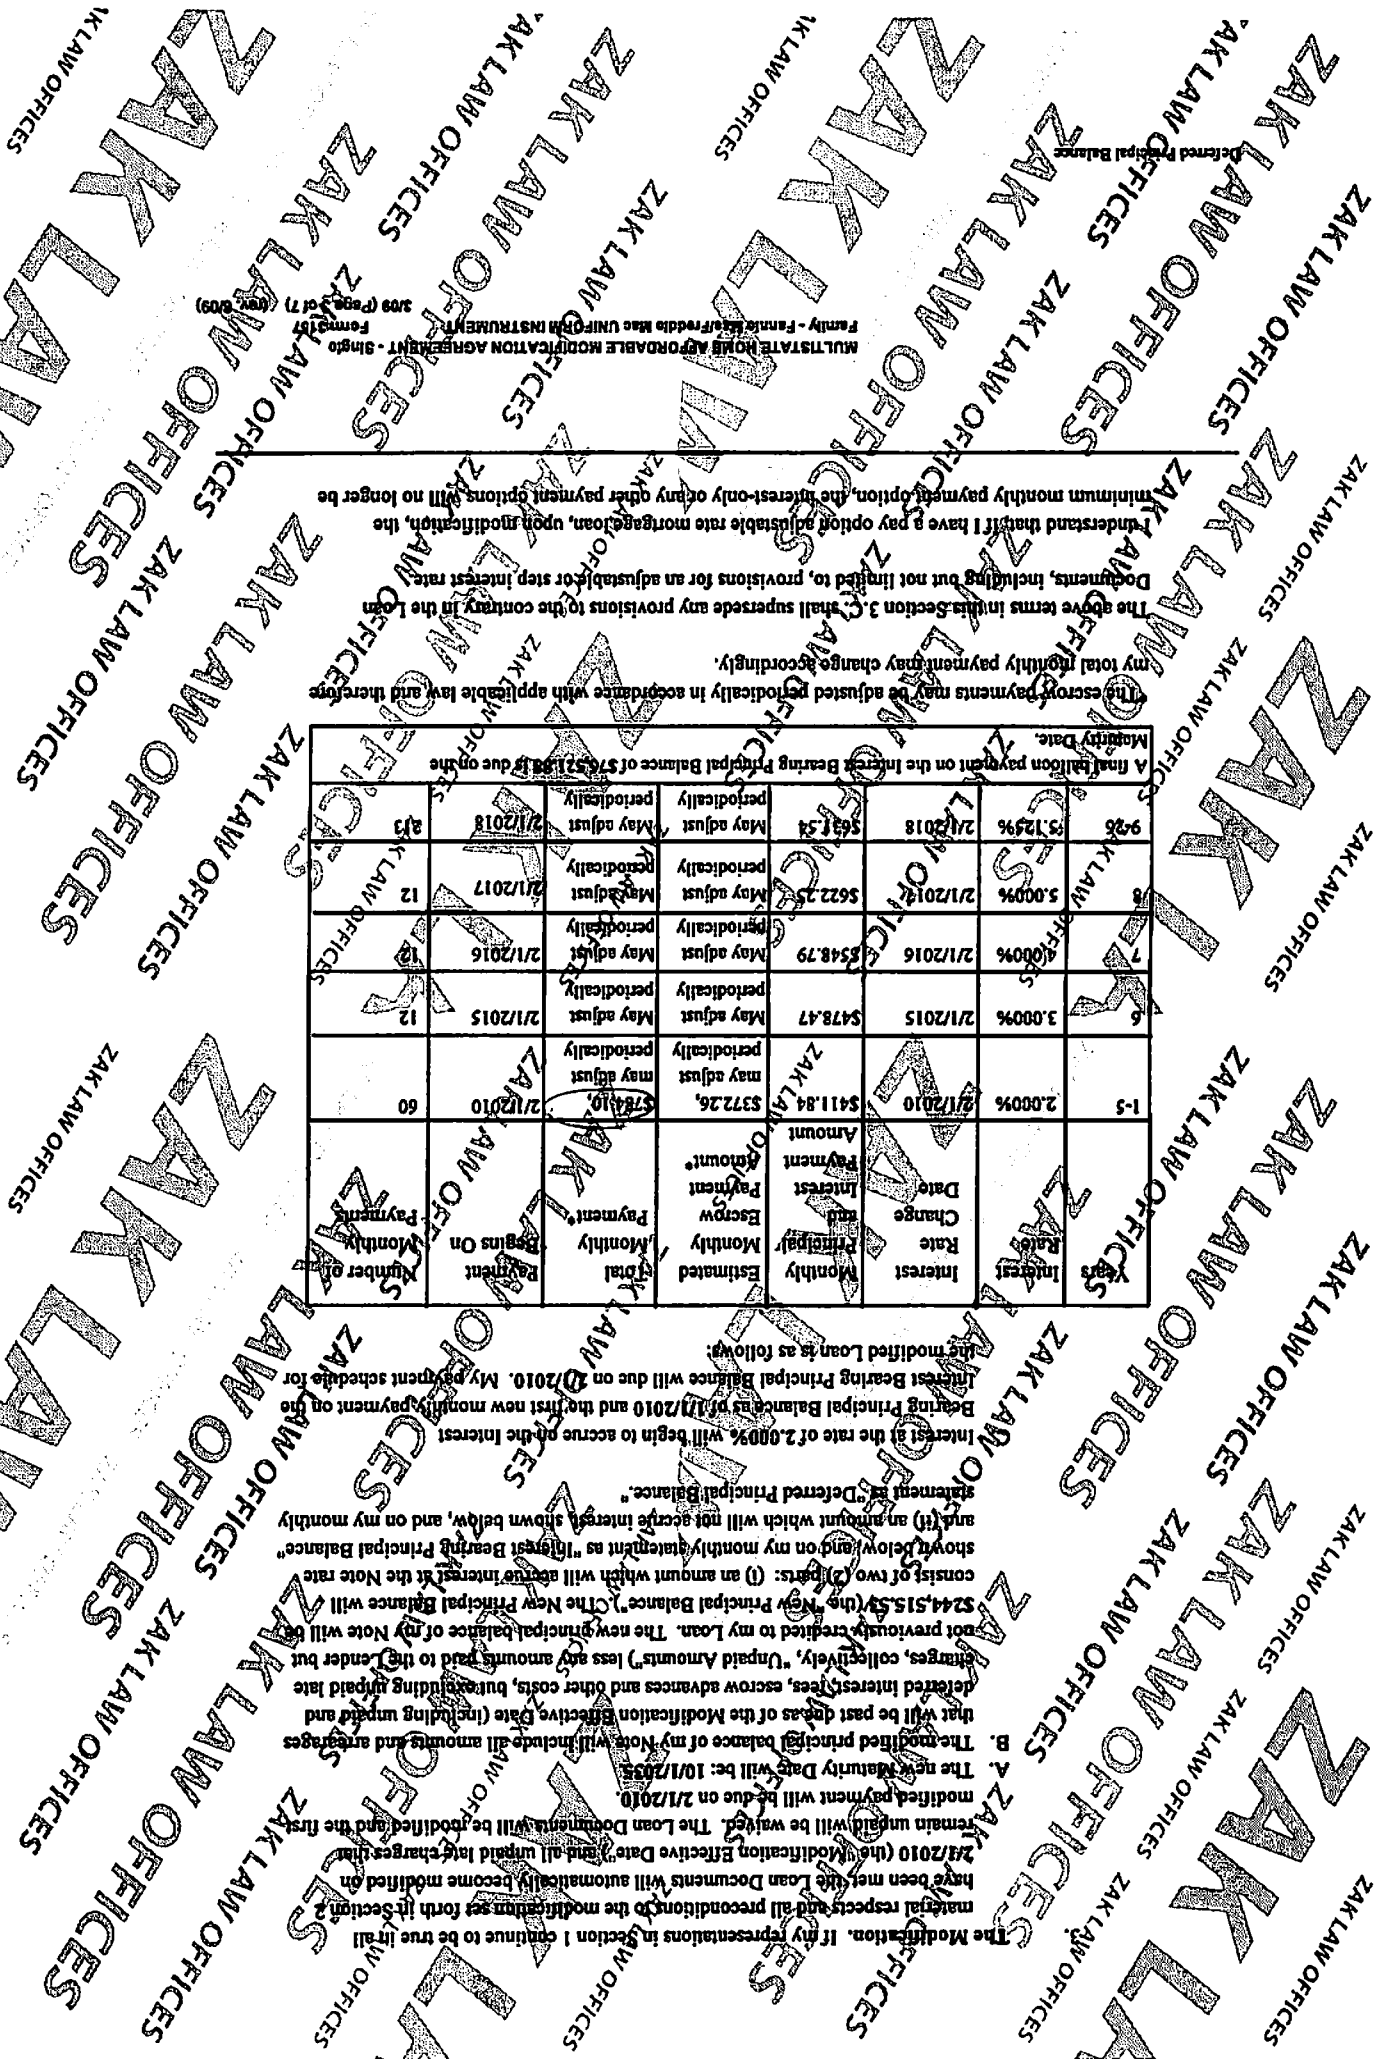 3. The Modification. If my representations in Section 1 continue to be true in all
material respects and all preconditions to the modification set forth in Section 2
have been met, the Loan Documents will automatically become modified on
2/1/2010 (the "Modification Effective Date") and all unpaid late charges that
remain unpaid will be waived. The Loan Documents will be modified and the first
modified payment will be due on 2/1/2010.
A. The new Maturity Date will be: 10/1/2035.
B. The modified principal balance of my Note will include all amounts and arrearages
that will be past due as of the Modification Effective Date (including unpaid and
deferred interest, fees, escrow advances and other costs, but excluding unpaid late
charges, collectively, "Unpaid Amounts") less any amounts paid to the Lender but
not previously credited to my Loan. The new principal balance of my Note will be
$244,515.53 (the "New Principal Balance"). The New Principal Balance will
consist of two (2) parts: (i) an amount which will accrue interest at the Note rate
shown below, and on my monthly statement as "Interest Bearing Principal Balance"
and (ii) an amount which will not accrue interest, shown below, and on my monthly
statement as "Deferred Principal Balance."
Interest at the rate of 2.000% will begin to accrue on the Interest
Bearing Principal Balance as of 1/1/2010 and the first new monthly payment on the
Interest Bearing Principal Balance will due on 2/1/2010. My payment schedule for
the modified Loan is as follows:
Years Interest Rate Interest Rate Change Date Monthly Principal and Interest Payment Amount Estimated Monthly Escrow Payment Amount* Total Monthly Payment* Payment Begins On Number of Monthly Payments
1-5 2.000% 2/1/2010 $411.84 $372.26, may adjust periodically $784.10, may adjust periodically 2/1/2010 60
6 3.000% 2/1/2015 $478.47 May adjust periodically May adjust periodically 2/1/2015 12
7 4.000% 2/1/2016 $548.79 May adjust periodically May adjust periodically 2/1/2016 12
8 5.000% 2/1/2017 $622.25 May adjust periodically May adjust periodically 2/1/2017 12
9-26 5.125% 2/1/2018 $631.54 May adjust periodically May adjust periodically 2/1/2018 213
A final balloon payment on the Interest Bearing Principal Balance of is due on the
Maturity Date.
*The escrow payments may be adjusted periodically in accordance with applicable law and therefore
my total monthly payment may change accordingly.
The above terms in this Section 3.C. shall supersede any provisions to the contrary in the Loan
Documents, including but not limited to, provisions for an adjustable or step interest rate.
I understand that, if I have a pay option adjustable rate mortgage loan, upon modification, the
minimum monthly payment option, the interest-only or any other payment options will no longer be
MULTISTATE HOME AFFORDABLE MODIFICATION AGREEMENT - Single
Family - Fannie Mae/Freddie Mac UNIFORM INSTRUMENT Form 3157
3/09 (Page 3 of 7) (rev. 6/09)
Deferred Principal Balance
ZAK LAW OFFICES